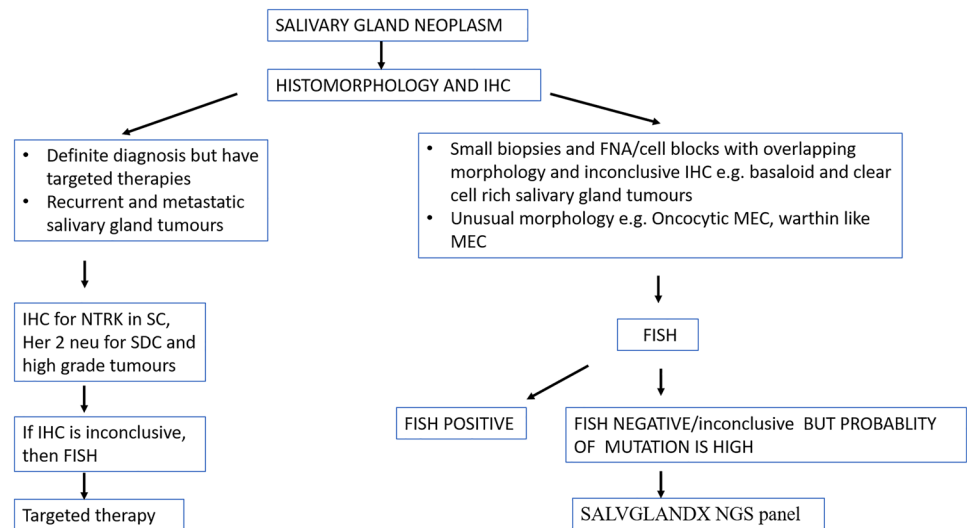 SALIVARY GLAND NEOPLASM
HISTOMORPHOLOGY AND IHC
• Definite diagnosis but have
targeted therapies
• Recurrent and metastatic
salivary gland tumours
• Small biopsies and FNA/cell blocks with overlapping
morphology and inconclusive IHC e.g. basaloid and clear
cell rich salivary gland tumours
• Unusual morphology e.g. Oncocytic MEC, warthin like
MEC
IHC for NTRK in SC,
Her 2 neu for SDC and
high grade tumours
FISH
If IHC is inconclusive,
then FISH
FISH POSITIVE
FISH NEGATIVE/inconclusive BUT PROBABLITY
OF MUTATION IS HIGH
Targeted therapy
SALVGLANDX NGS panel